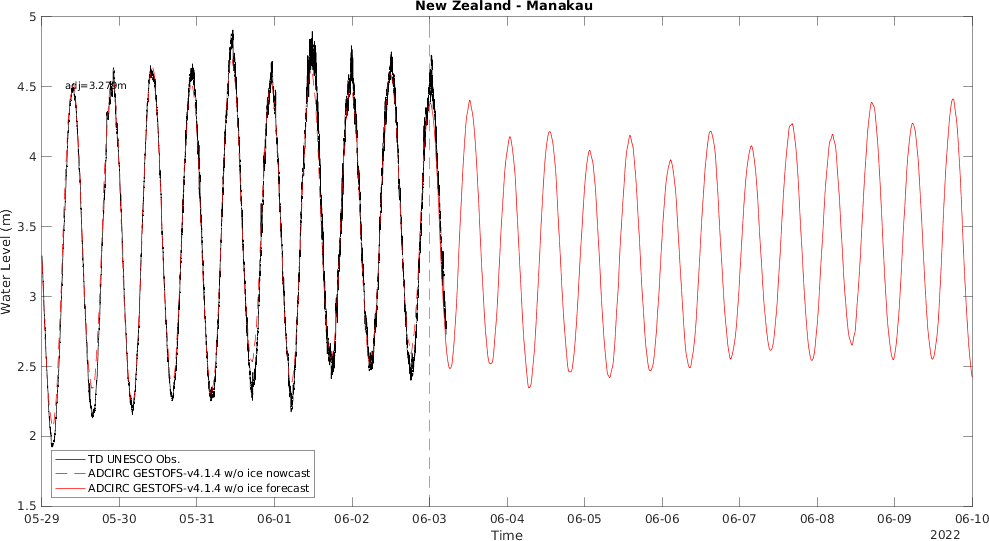 New Zealand - Manakau
Water Level (m)
5
4.5
4
3.5
3
2.5
2
1.5
adj=3.279m
TD UNESCO Obs.
ADCIRC GESTOFS-v4.1.4 w/o ice nowcast
ADCIRC GESTOFS-v4.1.4 w/o ice forecast
05-29 05-30 05-31 06-01 06-02 06-03 06-04 06-05 06-06 06-07 06-08 06-09 06-10
Time
2022